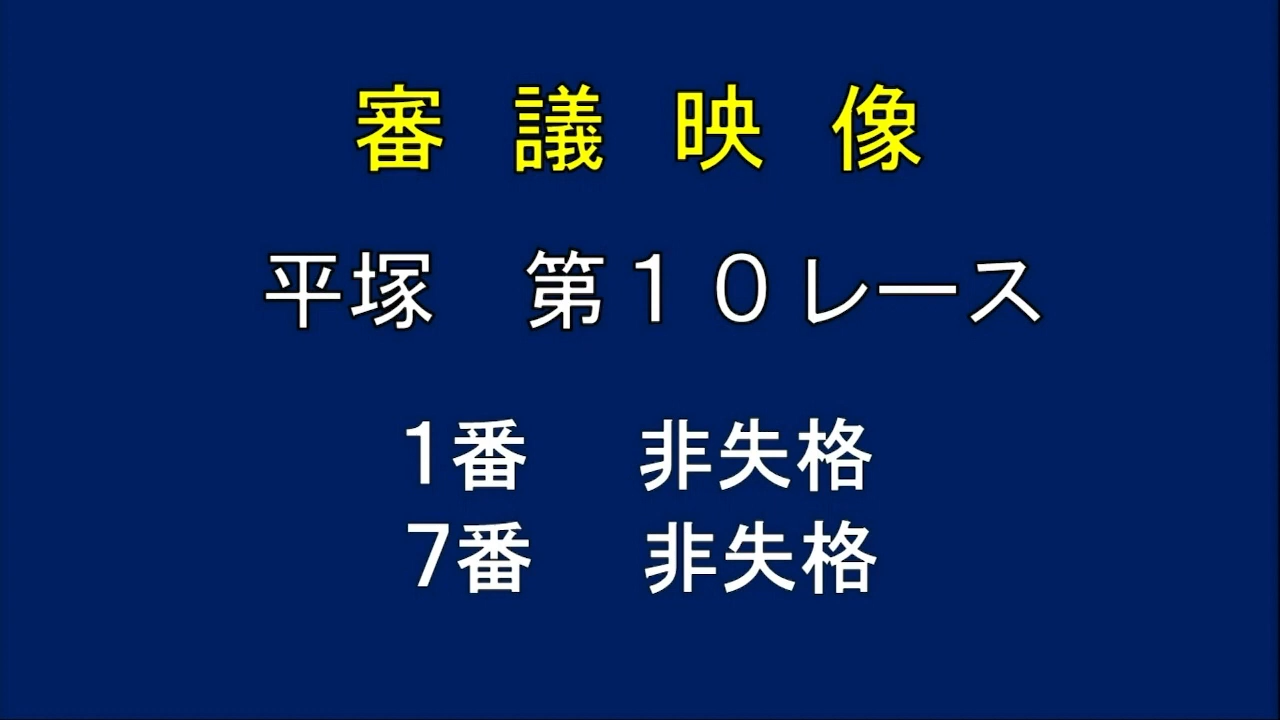 審　議　映　像
平塚　第１０レース
1番　非失格
7番　非失格